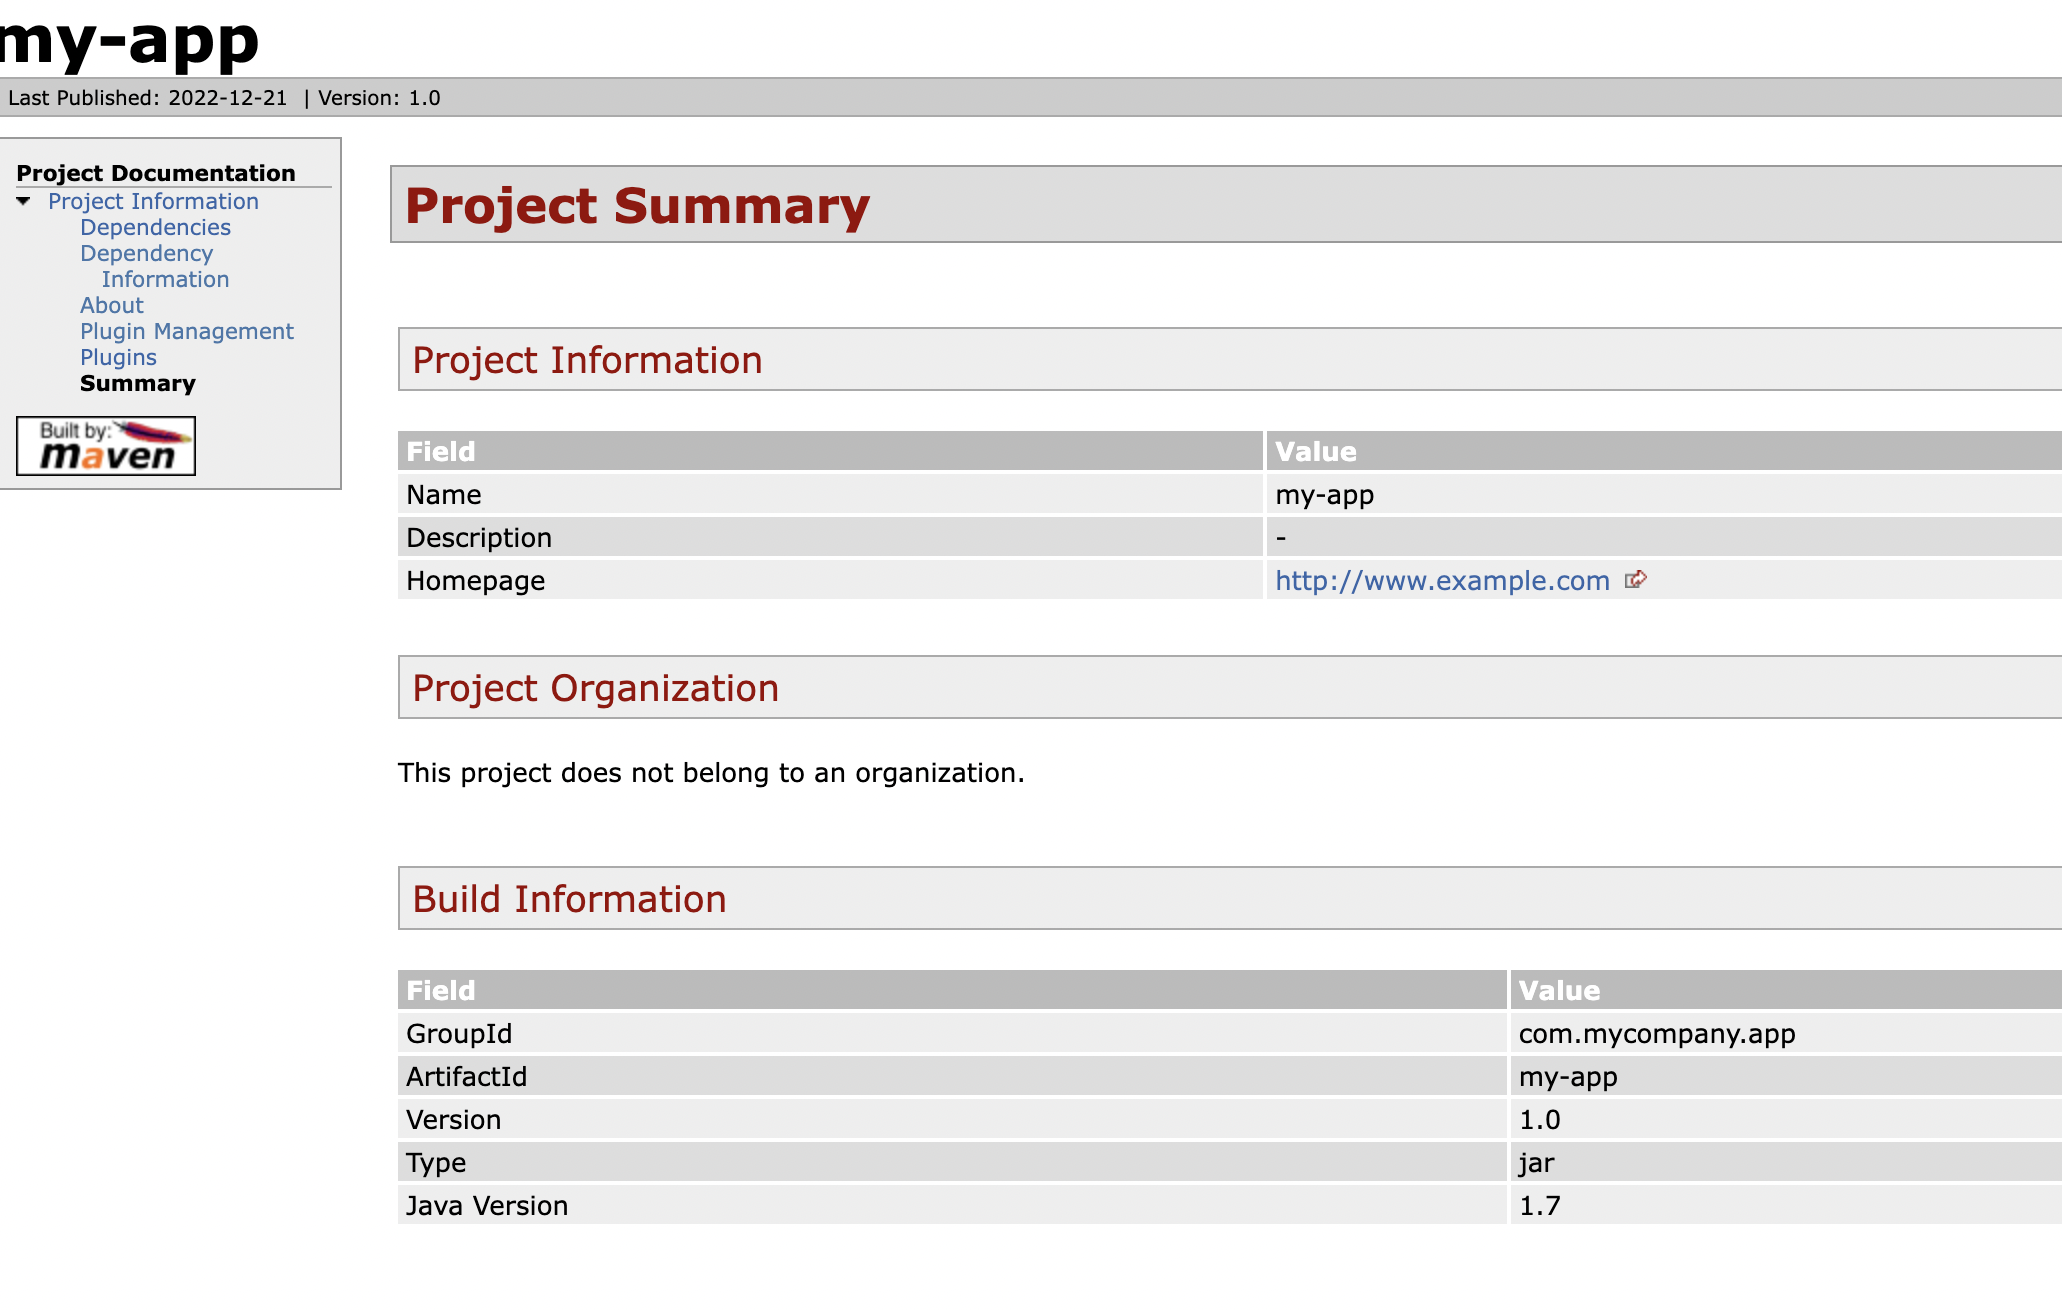 my-app
Last Published: 2022-12-21 | Version: 1.0
Project Documentation
Project Information
Dependencies
Dependency
Information
About
Plugin Management
Plugins
Summary
Built by:
maven
Project Summary
Project Information
Field Value
Name my-app
Description -
Homepage http://www.example.com
Project Organization
This project does not belong to an organization.
Build Information
Field Value
GroupId com.mycompany.app
ArtifactId my-app
Version 1.0
Type jar
Java Version 1.7